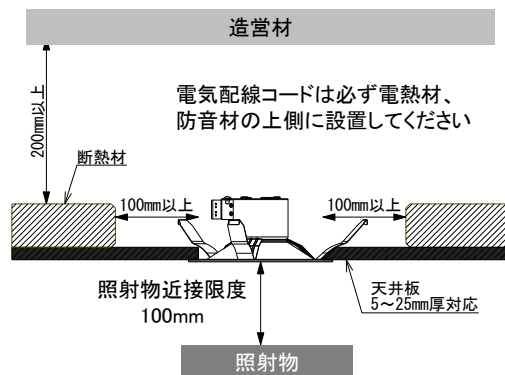 造営材
200mm以上
電気配線コードは必ず電熱材、
防音材の上側に設置してください
断熱材
100mm以上
100mm以上
照射物近接限度
100mm
天井板
5～25mm厚対応
照射物